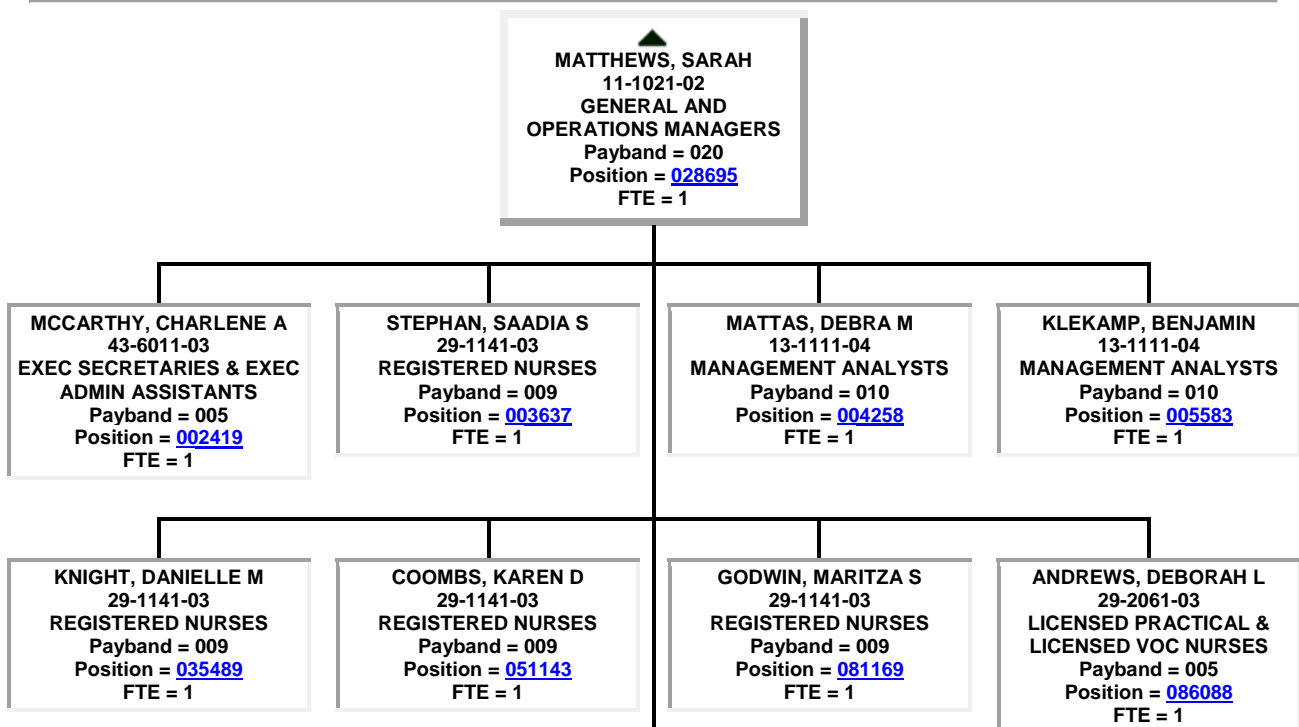 MATTHEWS, SARAH
11-1021-02
GENERAL AND
OPERATIONS MANAGERS
Payband = 020
Position = 028695
FTE = 1
MCCARTHY, CHARLENE A
43-6011-03
EXEC SECRETARIES & EXEC
ADMIN ASSISTANTS
Payband = 005
Position = 002419
FTE = 1
STEPHAN, SAADIA S
29-1141-03
REGISTERED NURSES
Payband = 009
Position = 003637
FTE = 1
MATTAS, DEBRA M
13-1111-04
MANAGEMENT ANALYSTS
Payband = 010
Position = 004258
FTE = 1
KLEKAMP, BENJAMIN
13-1111-04
MANAGEMENT ANALYSTS
Payband = 010
Position = 005583
FTE = 1
KNIGHT, DANIELLE M
29-1141-03
REGISTERED NURSES
Payband = 009
Position = 035489
FTE = 1
COOMBS, KAREN D
29-1141-03
REGISTERED NURSES
Payband = 009
Position = 051143
FTE = 1
GODWIN, MARITZA S
29-1141-03
REGISTERED NURSES
Payband = 009
Position = 081169
FTE = 1
ANDREWS, DEBORAH L
29-2061-03
LICENSED PRACTICAL &
LICENSED VOC NURSES
Payband = 005
Position = 086088
FTE = 1